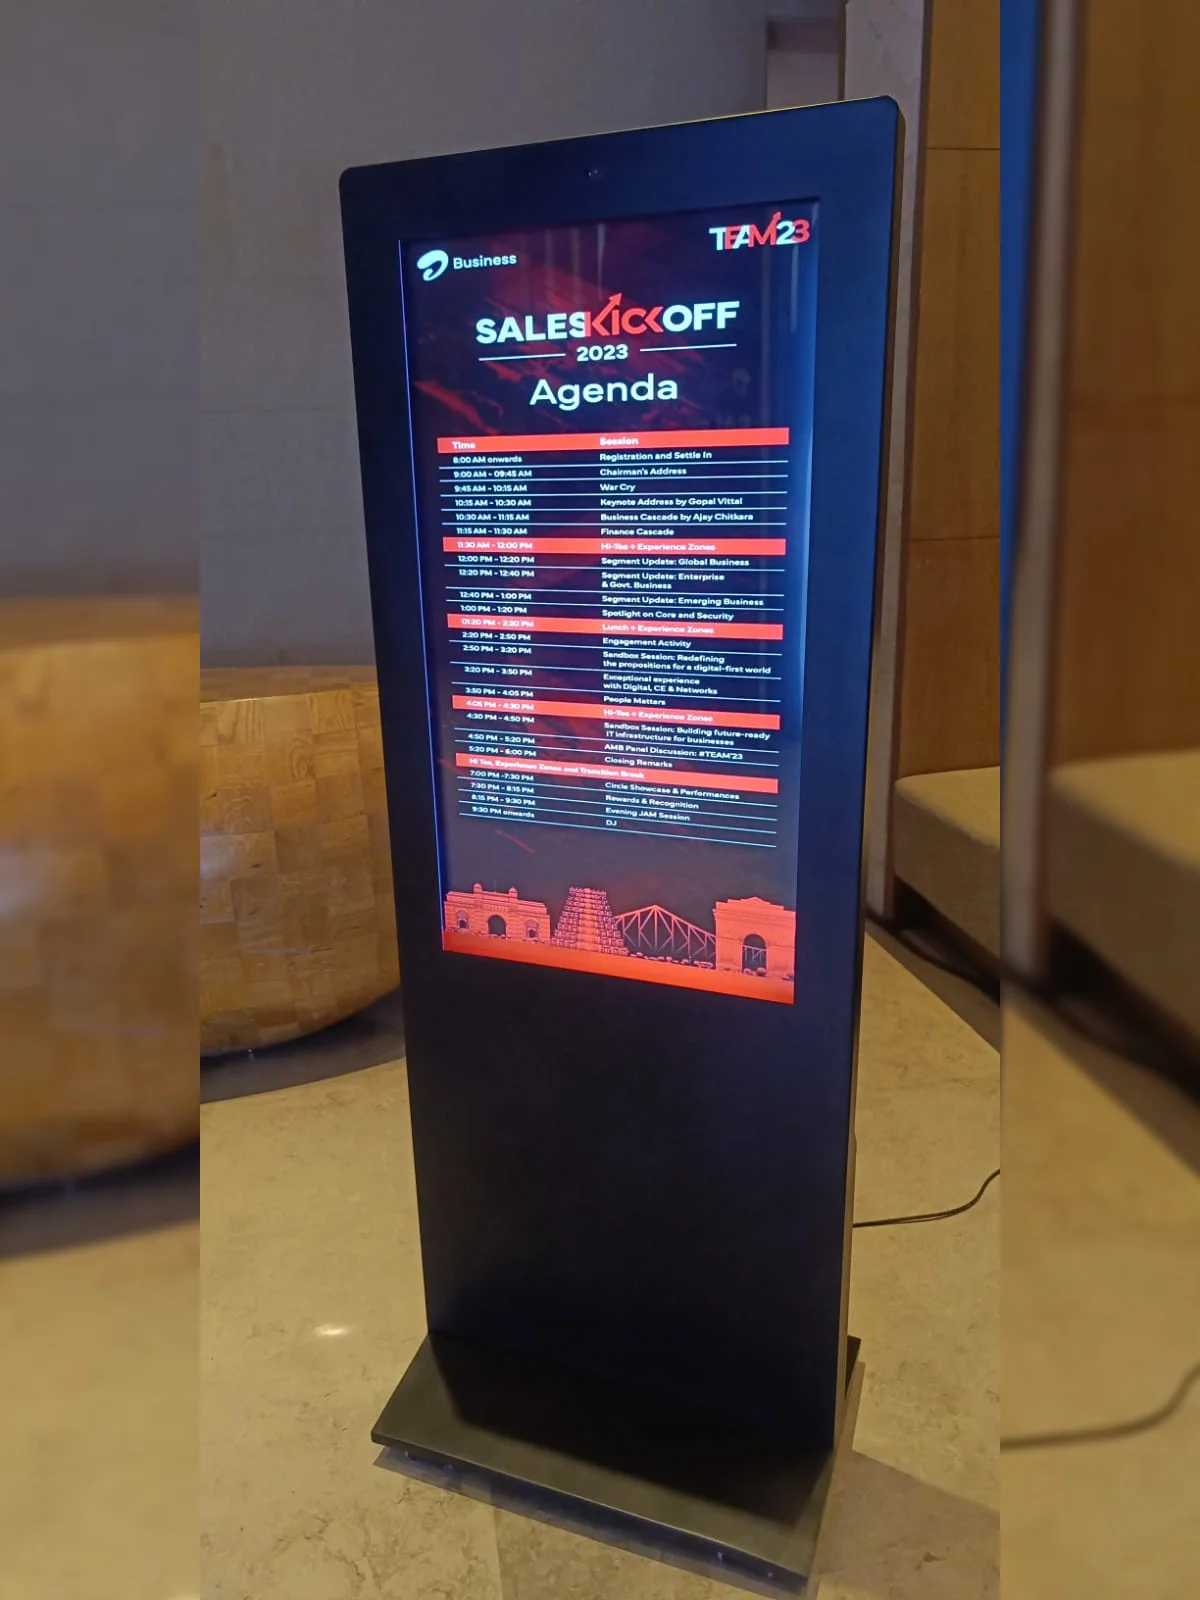 Business
TEAM23
SALESKICKOFF
2023
Agenda
Time Session
8:00 AM onwards Registration and Settle In
9:00 AM - 09:45 AM Chairman's Address
9:45 AM - 10:15 AM War Cry
10:15 AM - 10:30 AM Keynote Address by Gopal Vittal
10:30 AM - 11:15 AM Business Cascade by Ajay Chitkara
11:15 AM - 11:30 AM Finance Cascade
11:30 AM - 12:00 PM Hi-Tea + Experience Zones
12:00 PM - 12:20 PM Segment Update: Global Business
12:20 PM - 12:40 PM Segment Update: Enterprise
& Govt. Business
12:40 PM - 1:00 PM Segment Update: Emerging Business
1:00 PM - 1:20 PM Spotlight on Core and Security
01:20 PM - 2:20 PM Lunch + Experience Zones
2:20 PM - 2:50 PM Engagement Activity
2:50 PM - 3:20 PM Sandbox Session: Redefining
the propositions for a digital-first world
3:20 PM - 3:50 PM Exceptional experience
with Digital, CE & Networks
3:50 PM - 4:05 PM People Matters
4:05 PM - 4:30 PM Hi-Tea + Experience Zones
4:30 PM - 4:50 PM Sandbox Session: Building future-ready
IT infrastructure for businesses
4:50 PM - 5:20 PM AMB Panel Discussion: #TEAM'23
5:20 PM - 6:00 PM Closing Remarks
Hi Tea, Experience Zones and Transition Break
7:00 PM -7:30 PM Circle Showcase & Performances
7:30 PM - 8:15 PM Rewards & Recognition
8:15 PM - 9:30 PM Evening JAM Session
9:30 PM onwards DJ